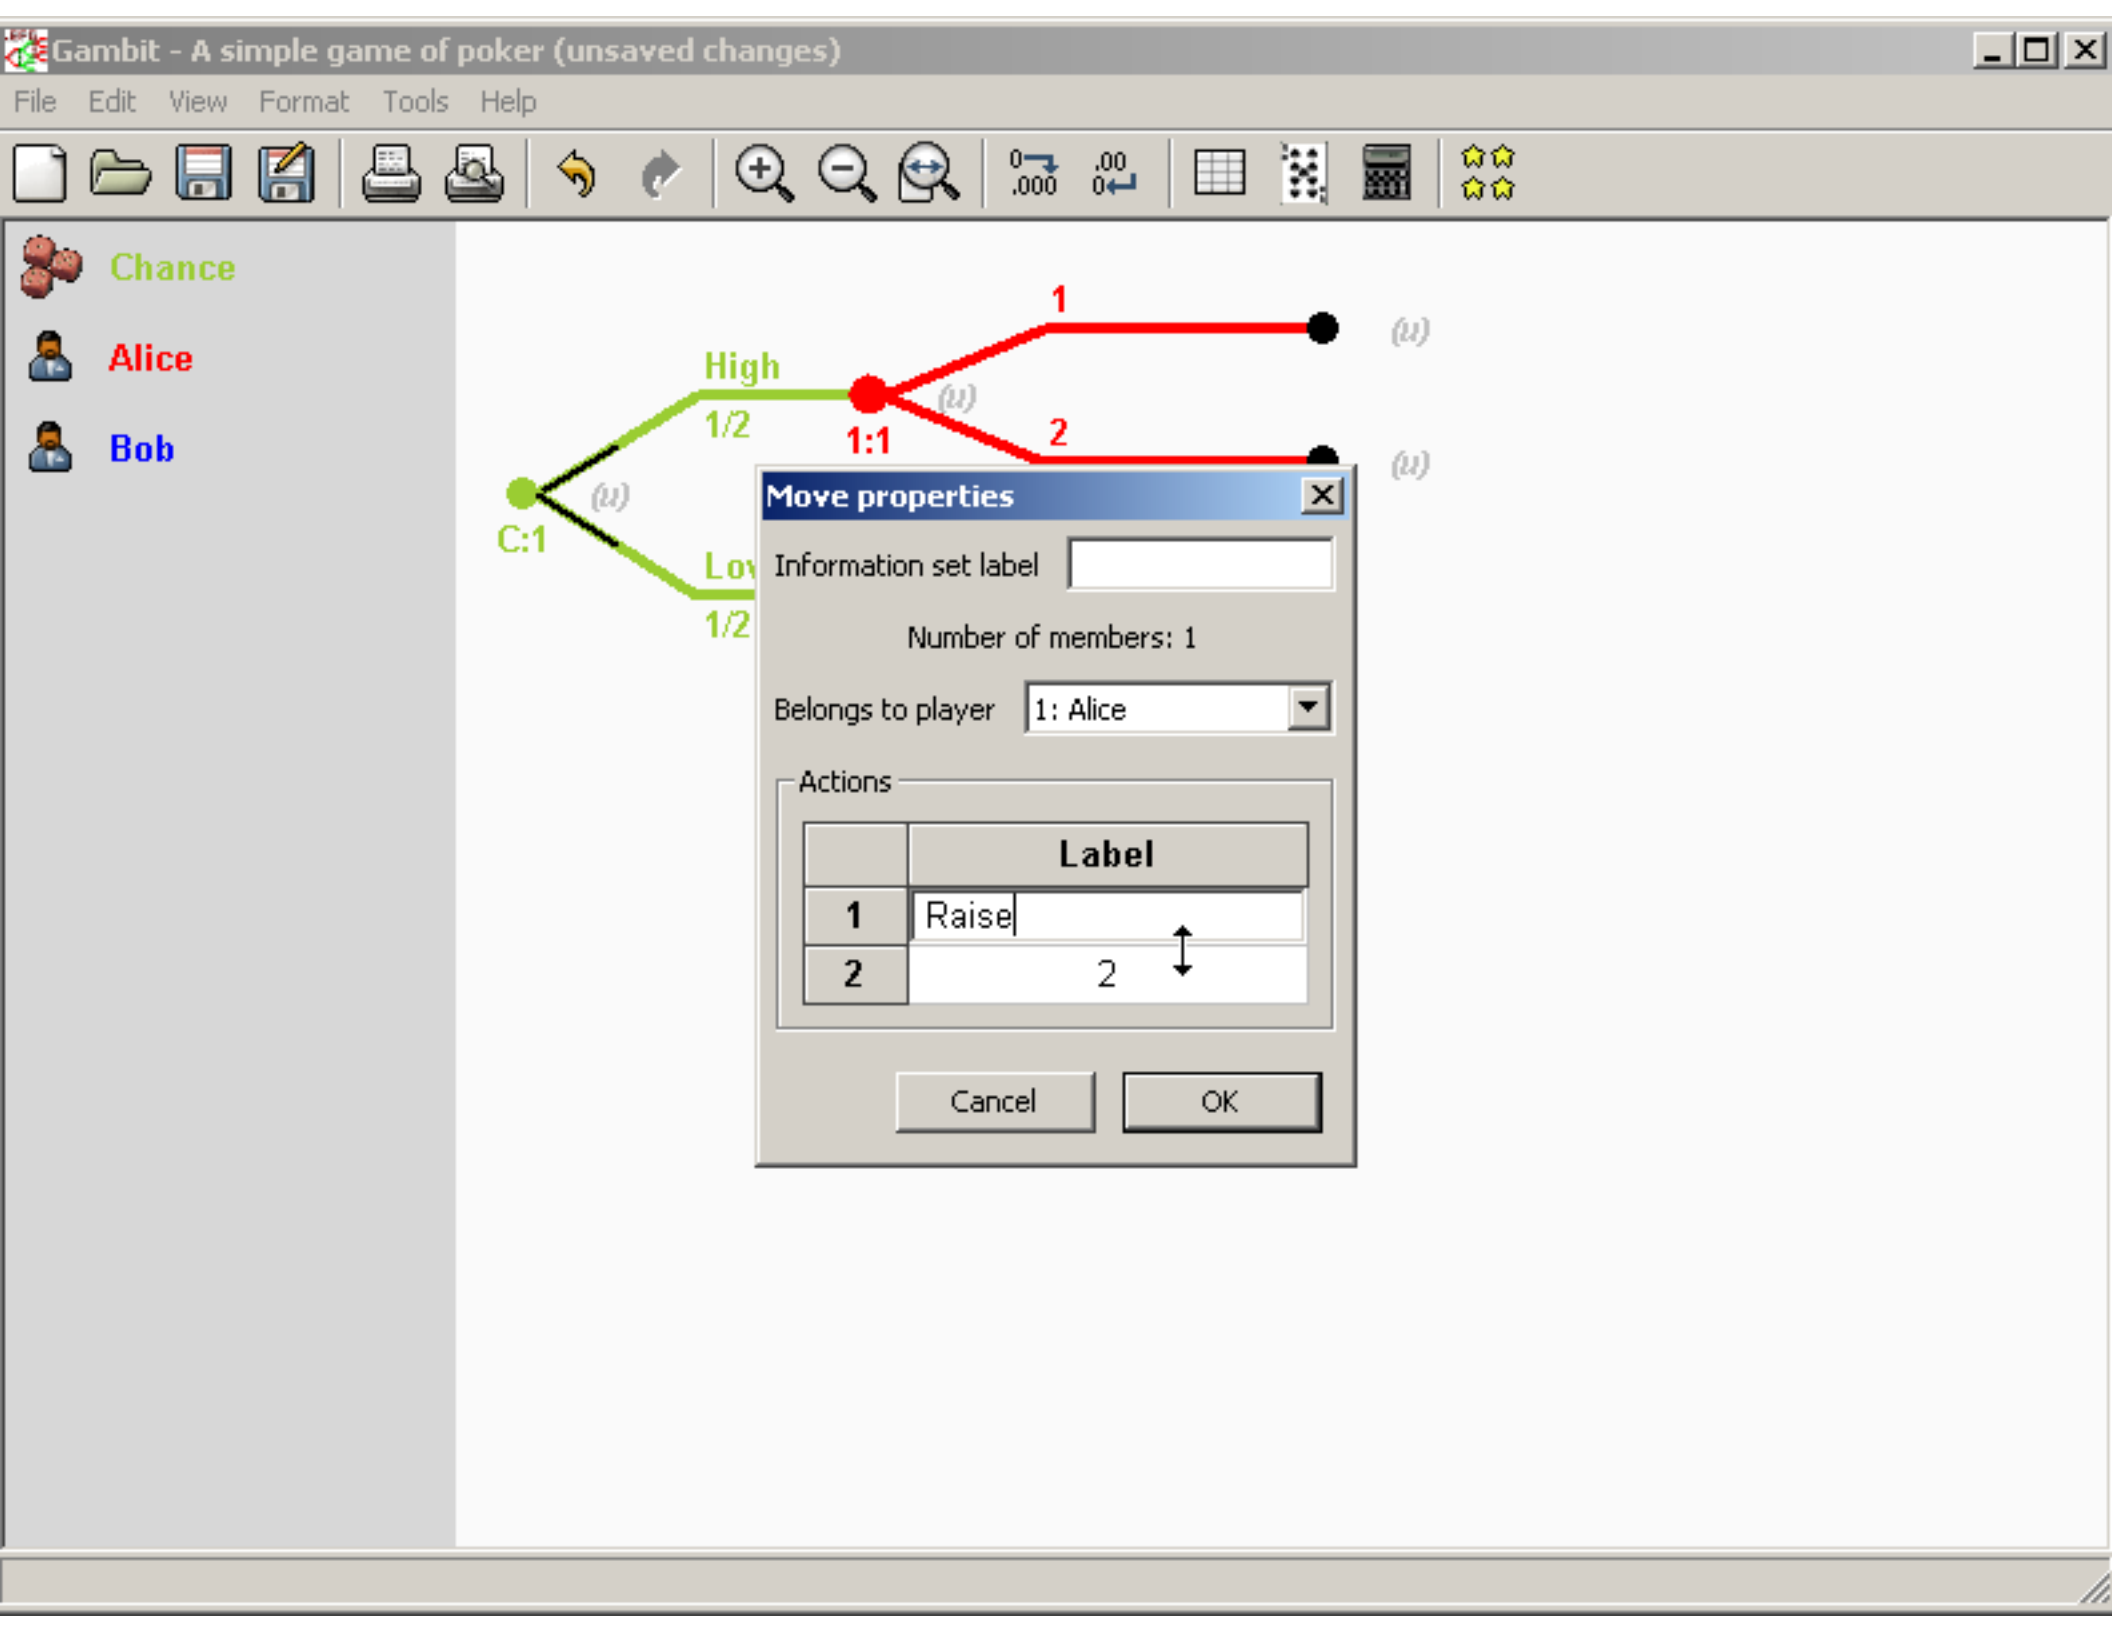 Gambit - A simple game of poker (unsaved changes)
File Edit View Format Tools Help
0 .000 .00 0
Chance
Alice
Bob
1
(u)
High
1/2
(u)
1:1
2
(u)
(u)
C:1
Low
1/2
Move properties
Information set label
Number of members: 1
Belongs to player 1: Alice
Actions
Label
1 Raise
2 2
Cancel OK